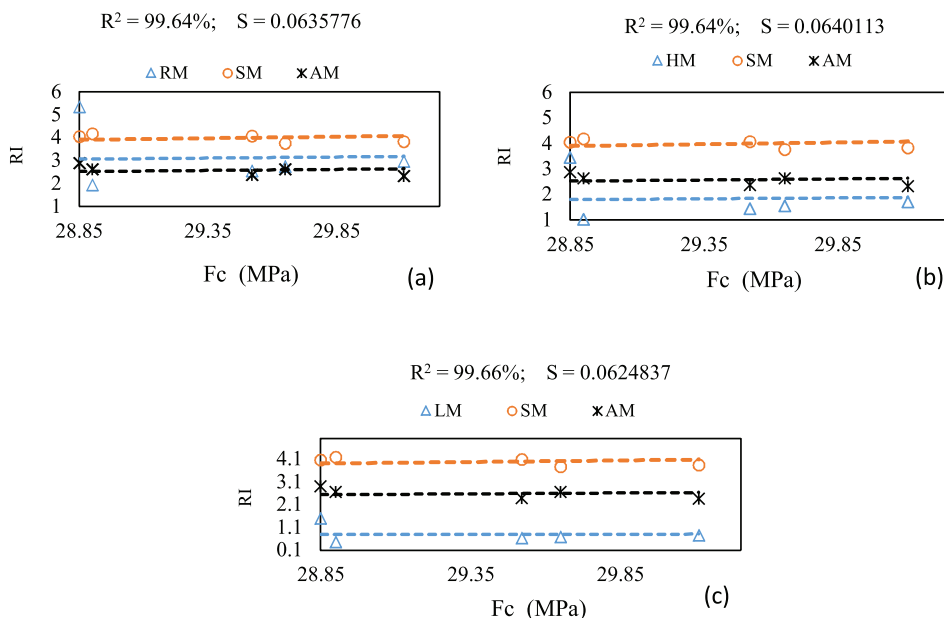 R² = 99.64%; S = 0.0635776
RM SM AM
6
5
4
3
2
1
RI
28.85 29.35 29.85
Fc (MPa)
(a)
R² = 99.64%; S = 0.0640113
HM SM AM
6
5
4
3
2
1
RI
28.85 29.35 29.85
Fc (MPa)
(b)
R² = 99.66%; S = 0.0624837
LM SM AM
4.1
3.1
2.1
1.1
0.1
RI
28.85 29.35 29.85
Fc (MPa)
(c)